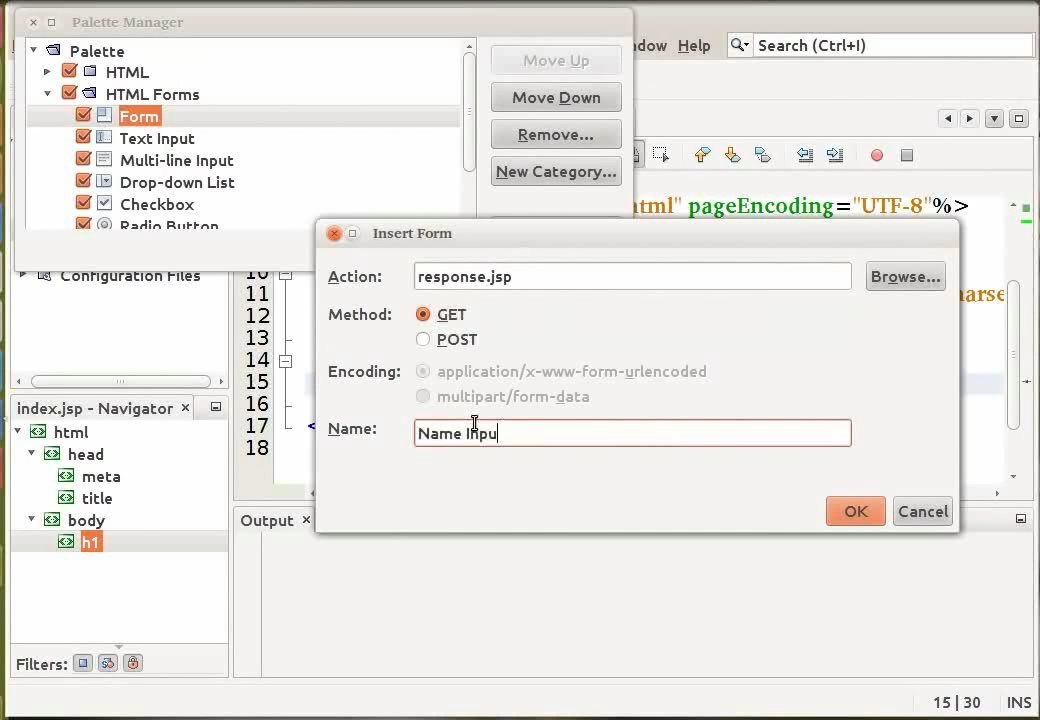 Palette Manager
Palette
HTML
HTML Forms
Form
Text Input
Multi-line Input
Drop-down List
Checkbox
Radio Button
Move Up
Move Down
Remove...
New Category...
Help
Search (Ctrl+I)
pageEncoding="UTF-8"%>
Configuration Files
10
11
12
13
14
15
16
17 <
18
Insert Form
Action: response.jsp Browse...
Method: GET
POST
Encoding: application/x-www-form-urlencoded
multipart/form-data
Name: Name Inpu
OK Cancel
index.jsp - Navigator
html
head
meta
title
body
h1
Filters:
Output
15 | 30 INS